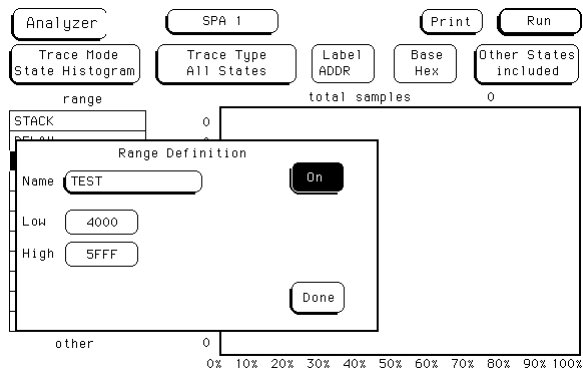 Analyzer SPA 1 Print Run
Trace Mode State Histogram Trace Type All States Label ADDR Base Hex Other States included
range total samples 0
STACK 0
DELAY
Range Definition
Name TEST On
Low 4000
High 5FFF
Done
other 0
0% 10% 20% 30% 40% 50% 60% 70% 80% 90% 100%